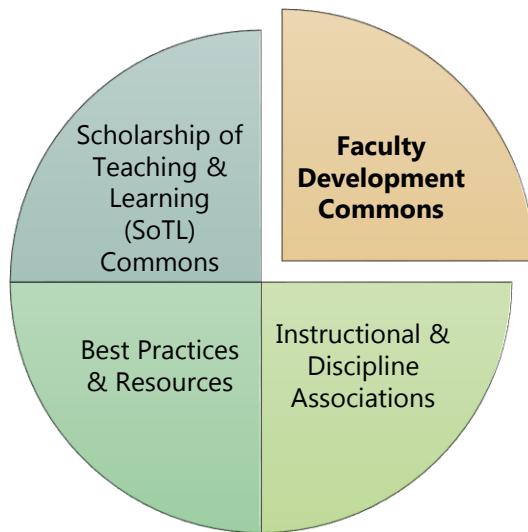 Scholarship of
Teaching &
Learning
(SoTL)
Commons
Faculty
Development
Commons
Best Practices
& Resources
Instructional &
Discipline
Associations